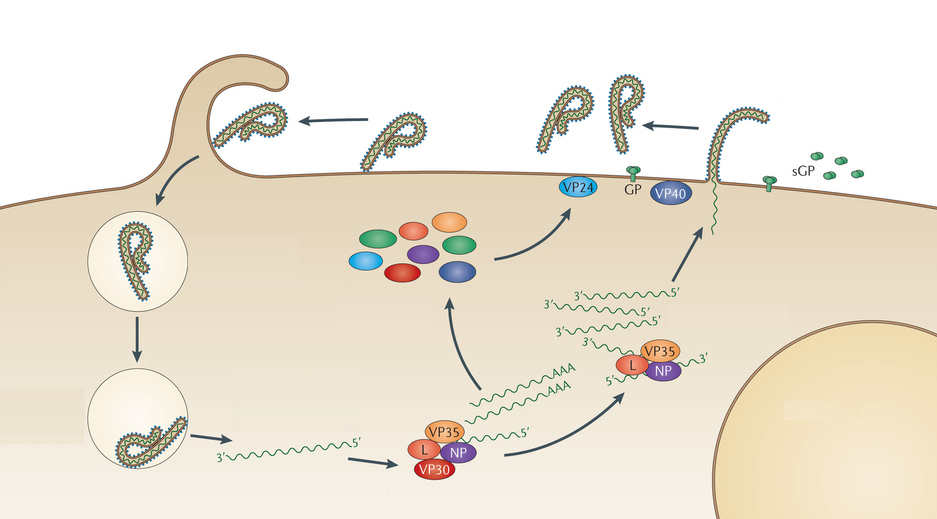 VP24
GP
VP40
sGP
3′ 5′
3′ 5′
3′ 5′
3′ 3′
VP35
L
NP
5′
AAA
AAA
VP35
5′
L
NP
VP30
3′ 5′